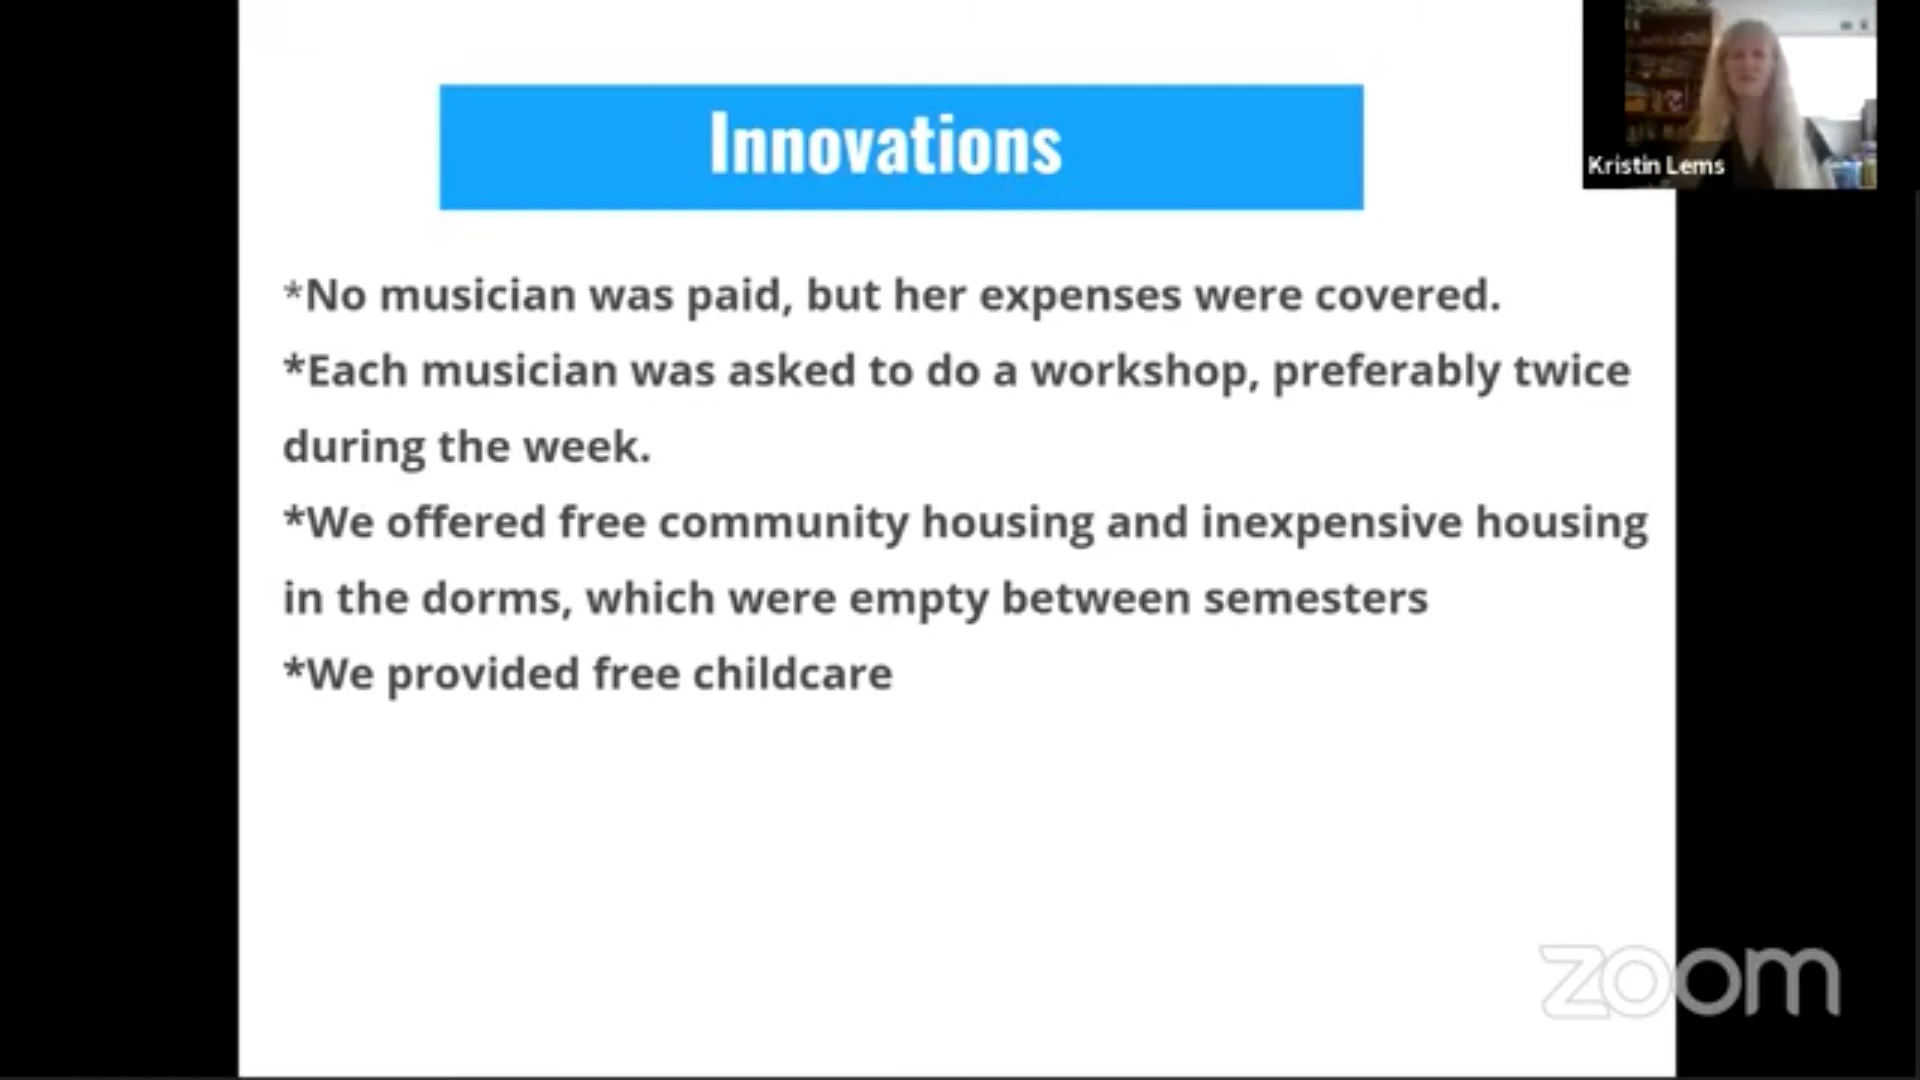 Innovations
Kristin Lems
*No musician was paid, but her expenses were covered.
*Each musician was asked to do a workshop, preferably twice
during the week.
*We offered free community housing and inexpensive housing
in the dorms, which were empty between semesters
*We provided free childcare
zoom